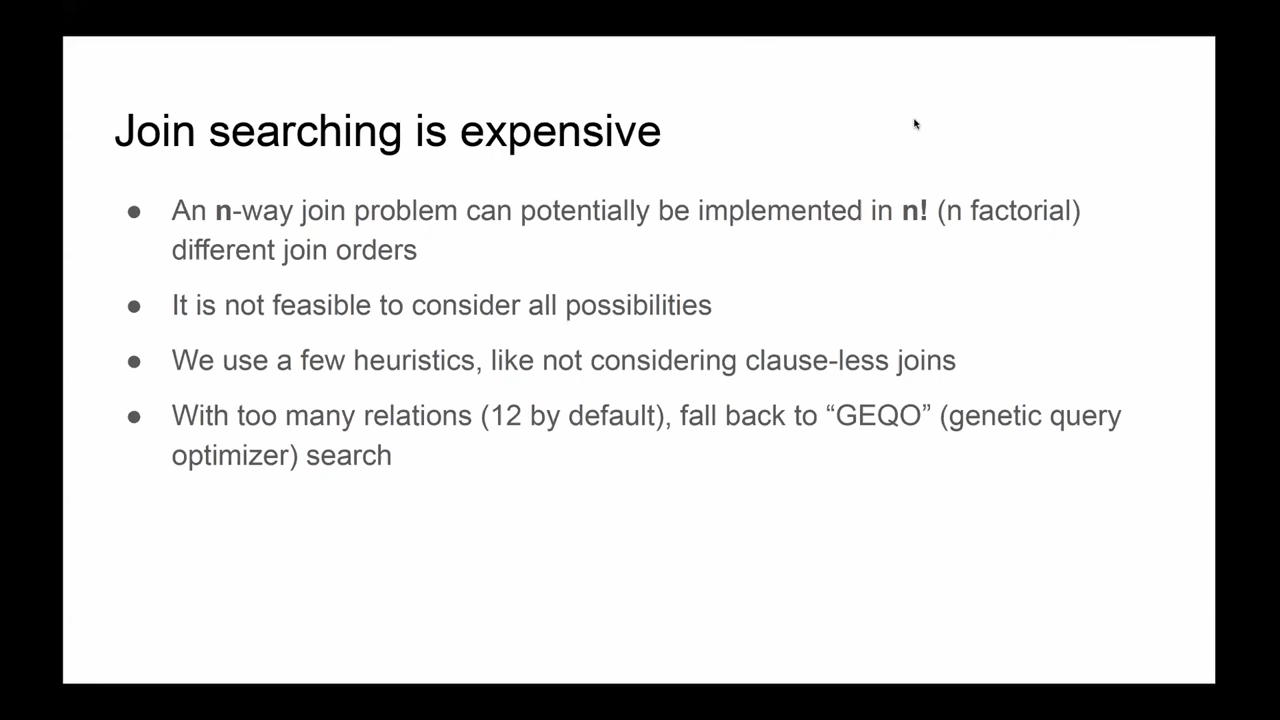 Join searching is expensive
● An n-way join problem can potentially be implemented in n! (n factorial)
different join orders
● It is not feasible to consider all possibilities
● We use a few heuristics, like not considering clause-less joins
● With too many relations (12 by default), fall back to “GEQO” (genetic query
optimizer) search